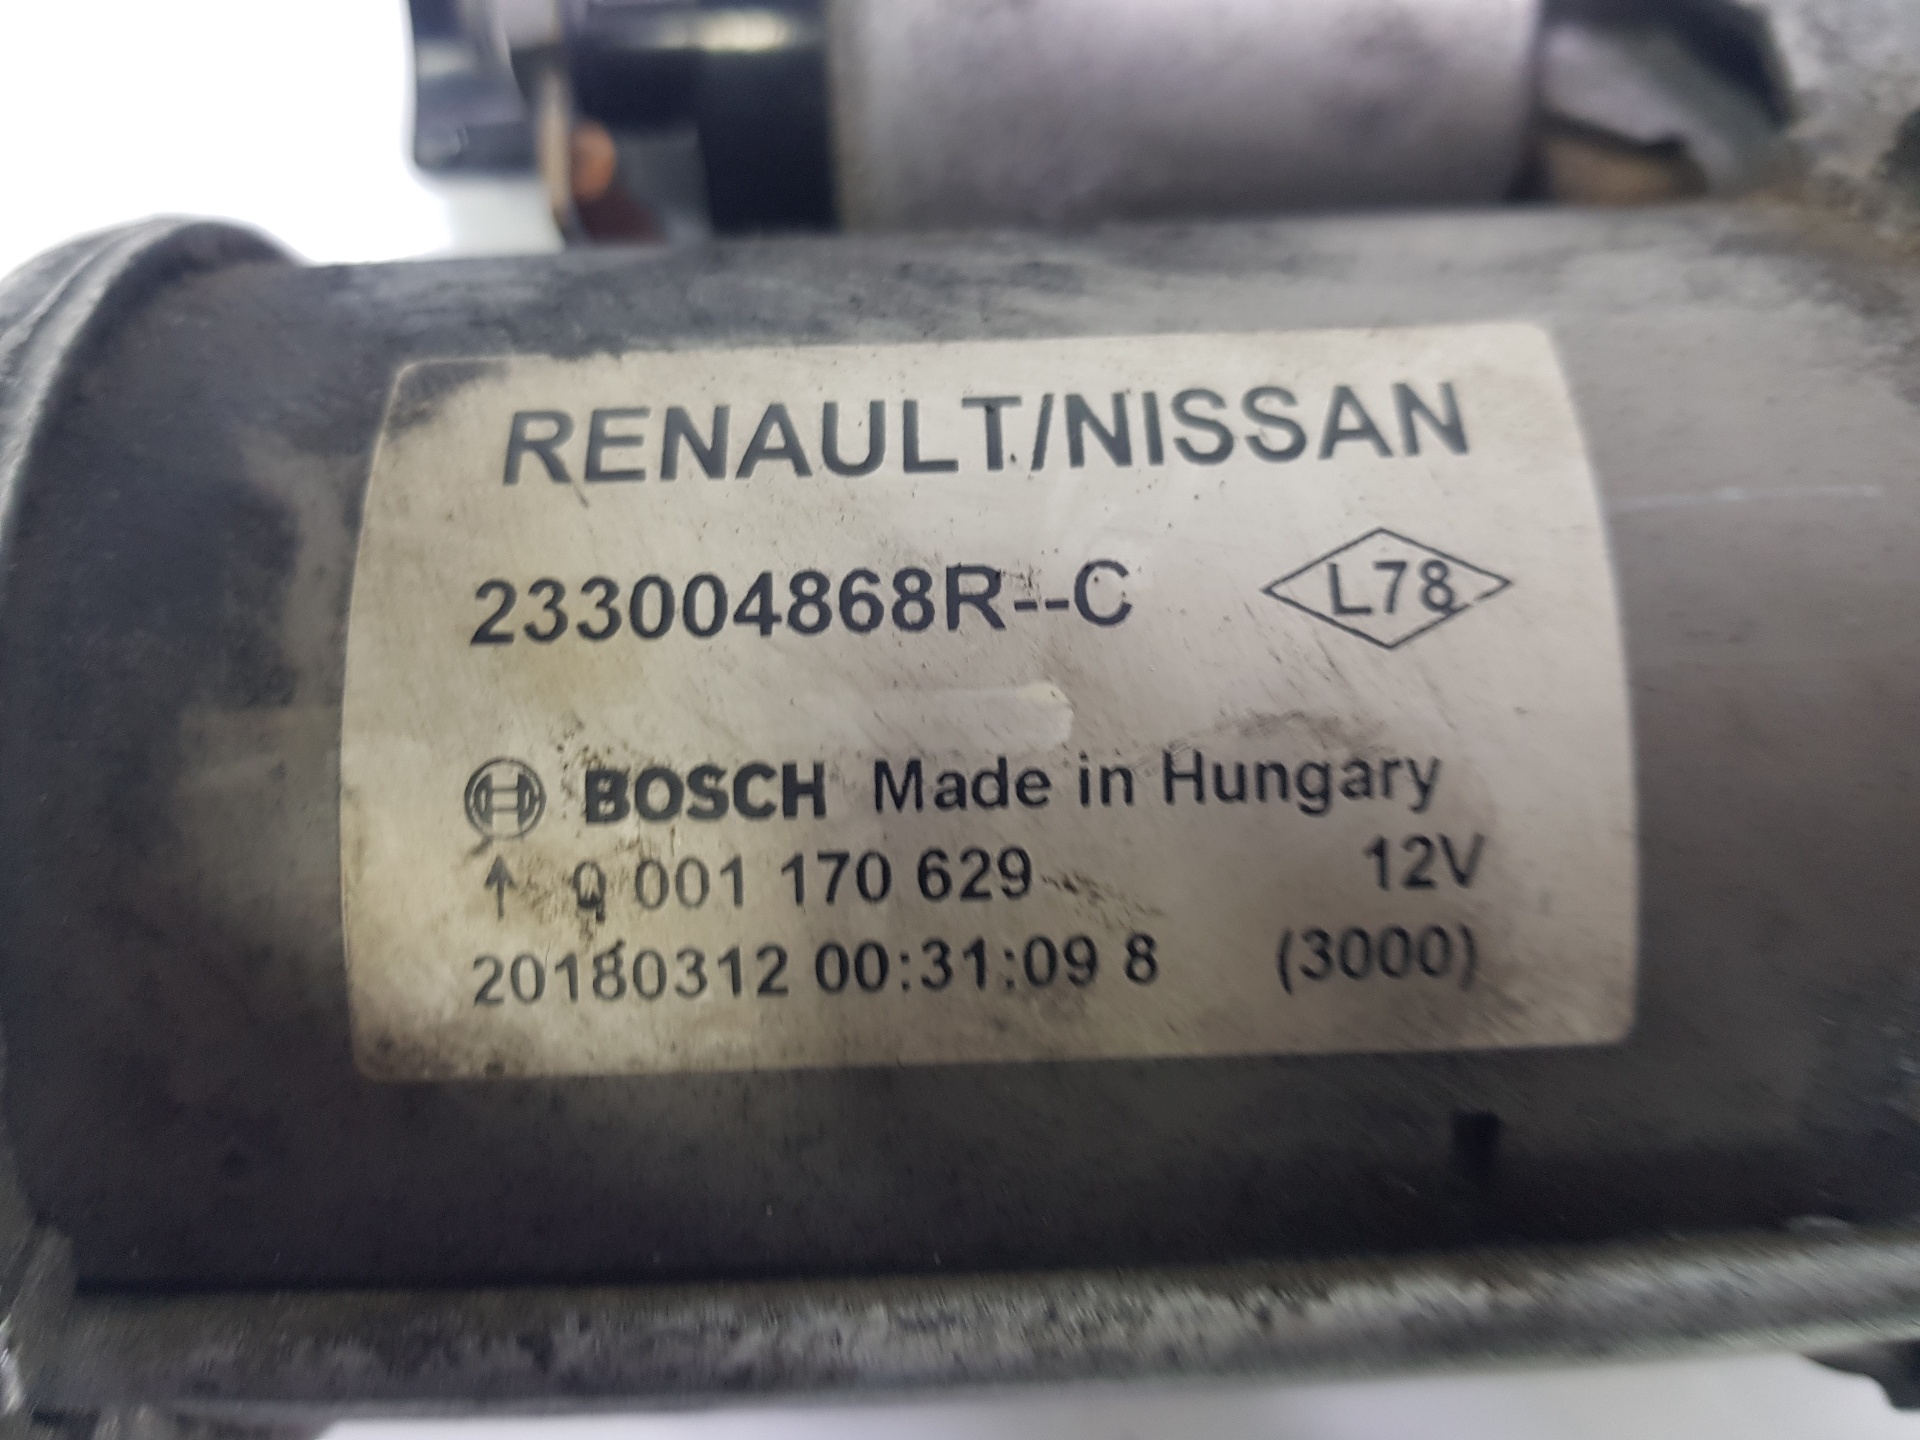 RENAULT/NISSAN
233004868R--C L78
BOSCH Made in Hungary
↑ 0 001 170 629 12V
20180312 00:31:09 8 (3000)